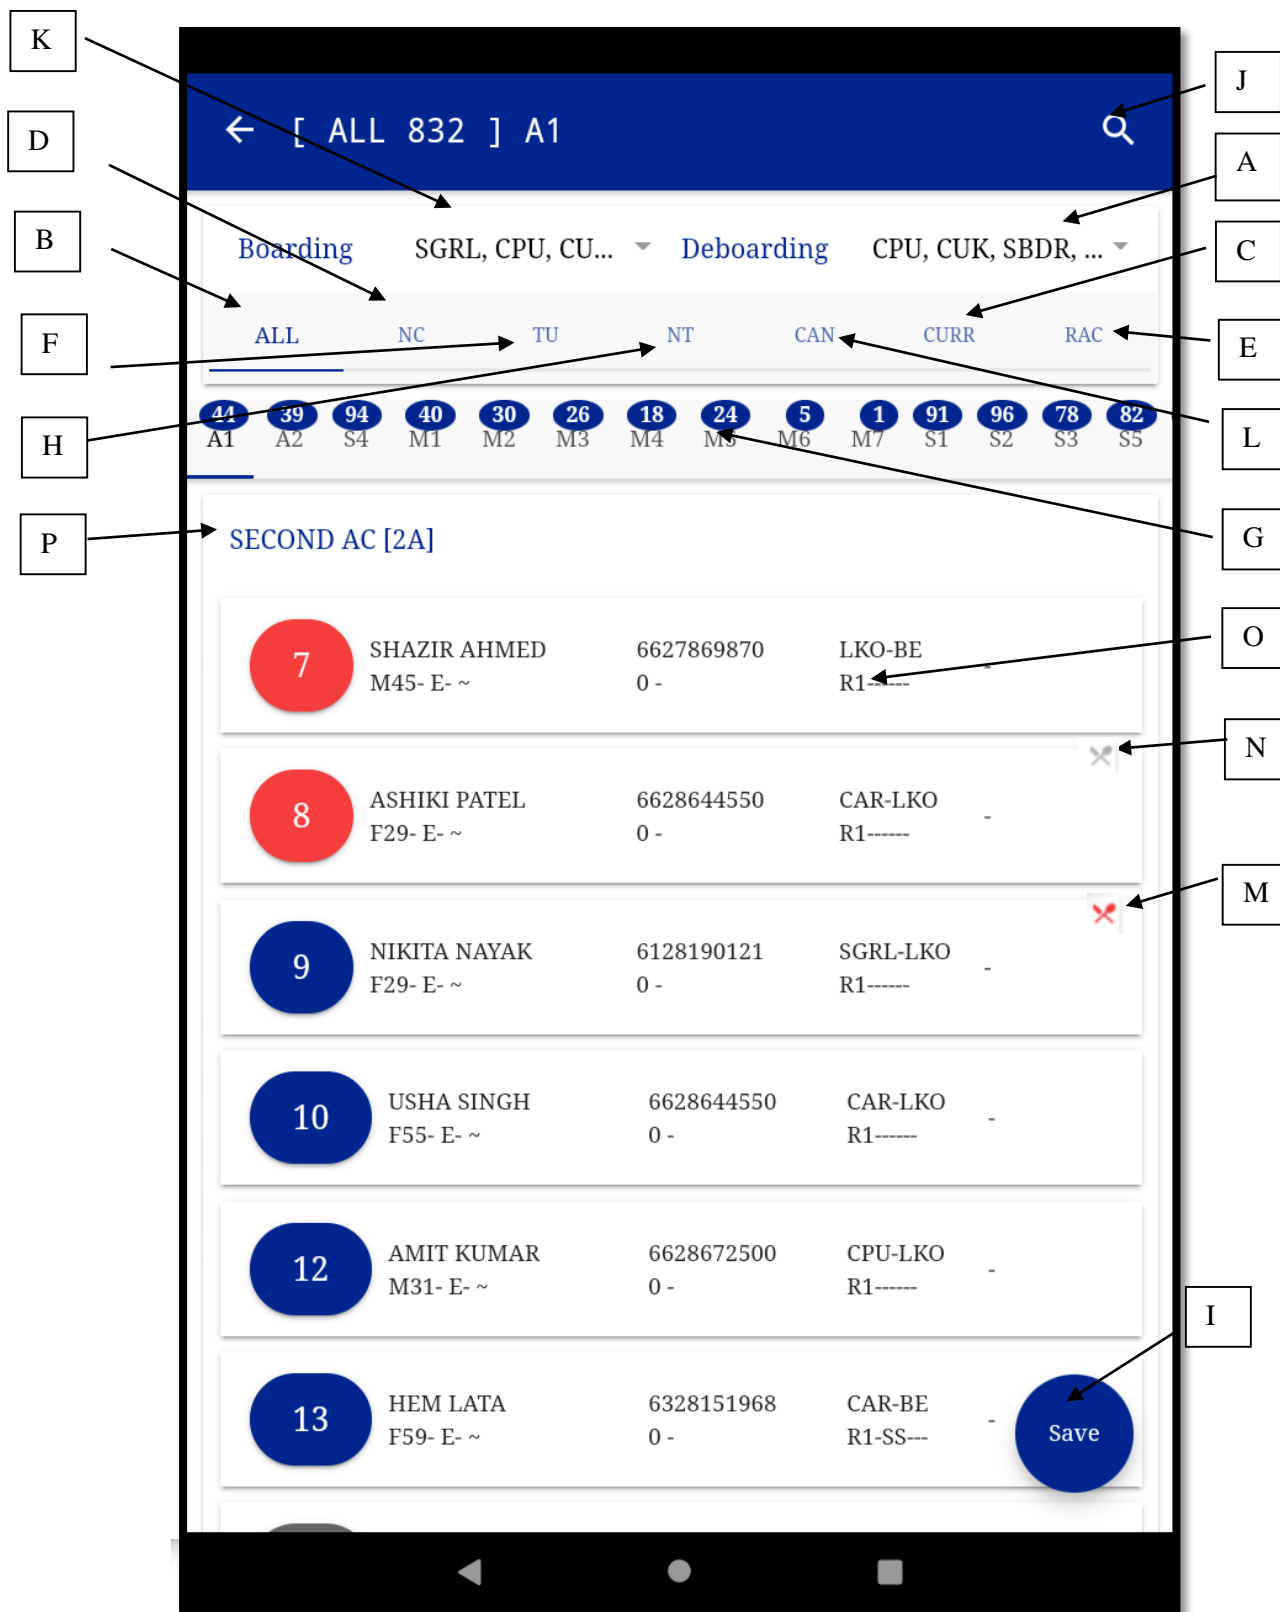 K
J
[ ALL 832 ] A1
D
A
B
Boarding SGRL, CPU, CU... Deboarding CPU, CUK, SBDR, ...
C
F
ALL NC TU NT CAN CURR RAC
E
44 39 94 40 30 26 18 24 5 1 91 96 78 82
A1 A2 S4 M1 M2 M3 M4 M5 M6 M7 S1 S2 S3 S5
H
L
P
SECOND AC [2A]
G
7 SHAZIR AHMED 6627869870 LKO-BE -
M45- E- ~ 0 - R1------
O
N
8 ASHIKI PATEL 6628644550 CAR-LKO -
F29- E- ~ 0 - R1------
M
9 NIKITA NAYAK 6128190121 SGRL-LKO -
F29- E- ~ 0 - R1------
10 USHA SINGH 6628644550 CAR-LKO -
F55- E- ~ 0 - R1------
12 AMIT KUMAR 6628672500 CPU-LKO -
M31- E- ~ 0 - R1------
I
13 HEM LATA 6328151968 CAR-BE -
F59- E- ~ 0 - R1-SS---
Save